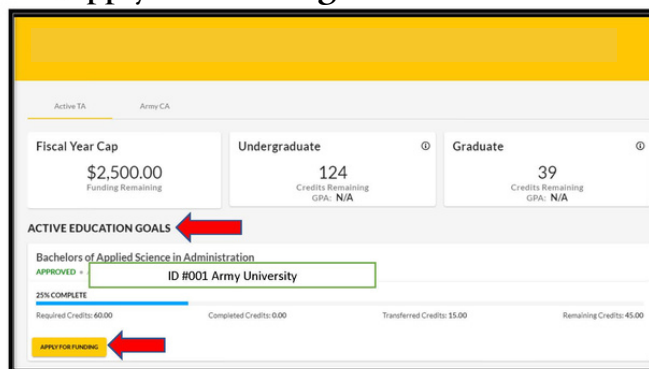 Active TA Army CA
Fiscal Year Cap Undergraduate Graduate
$2,500.00 124 39
Funding Remaining Credits Remaining Credits Remaining
GPA: N/A GPA: N/A
ACTIVE EDUCATION GOALS
Bachelors of Applied Science in Administration
APPROVED
ID #001 Army University
25% COMPLETE
Required Credits: 60.00 Completed Credits: 0.00 Transferred Credits: 15.00 Remaining Credits: 45.00
APPLY FOR FUNDING